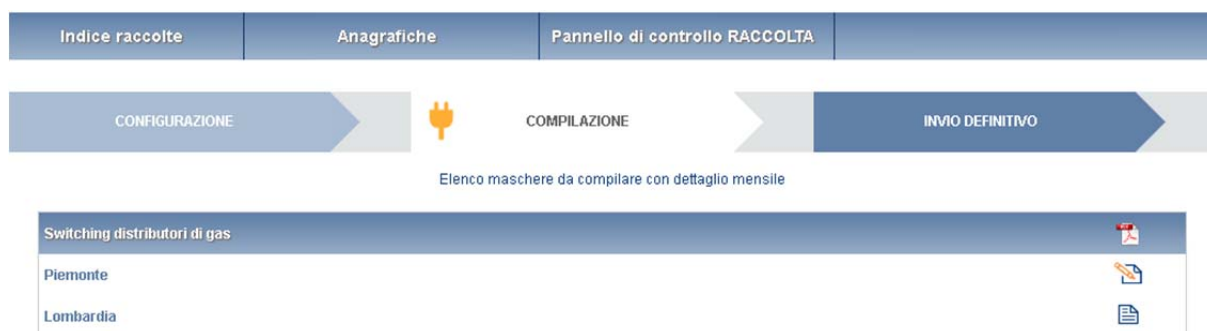 Indice raccolte Anagrafiche Pannello di controllo RACCOLTA
CONFIGURAZIONE COMPILAZIONE INVIO DEFINITIVO
Elenco maschere da compilare con dettaglio mensile
Switching distributori di gas
Piemonte
Lombardia